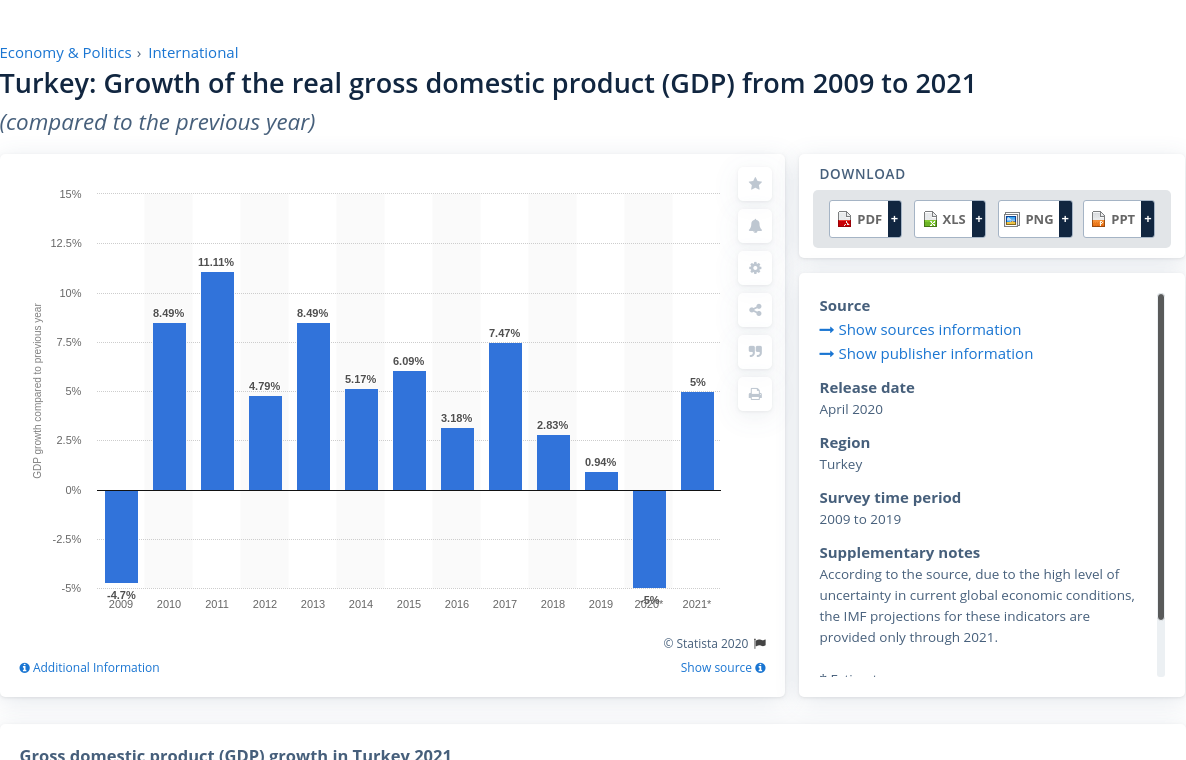 Economy & Politics › International
Turkey: Growth of the real gross domestic product (GDP) from 2009 to 2021
(compared to the previous year)
15%
12.5%
10%
7.5%
5%
2.5%
0%
-2.5%
-5%
GDP growth compared to previous year
-4.7%
8.49%
11.11%
4.79%
8.49%
5.17%
6.09%
3.18%
7.47%
2.83%
0.94%
-5%
5%
2009 2010 2011 2012 2013 2014 2015 2016 2017 2018 2019 2020* 2021*
© Statista 2020
Additional Information
Show source
DOWNLOAD
PDF + XLS + PNG + PPT +
Source
Show sources information
Show publisher information
Release date
April 2020
Region
Turkey
Survey time period
2009 to 2019
Supplementary notes
According to the source, due to the high level of
uncertainty in current global economic conditions,
the IMF projections for these indicators are
provided only through 2021.
Gross domestic product (GDP) growth in Turkey 2021